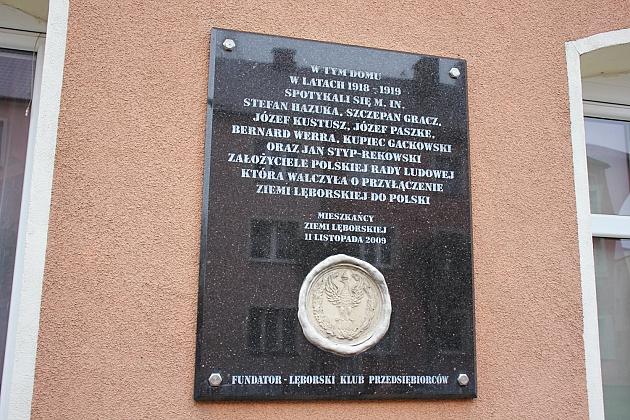 W TYM DOMU
W LATACH 1918 - 1919
SPOTYKALI SIĘ M. IN.
STEFAN HAZUKA, SZCZEPAN GRACZ,
JÓZEF KUSTUSZ, JÓZEF PASZKE,
BERNARD WERRA, KUPIEC GACKOWSKI
ORAZ JAN STYP-REKOWSKI
ZAŁOŻYCIELE POLSKIEJ RADY LUDOWEJ
KTÓRA WALCZYŁA O PRZYŁĄCZENIE
ZIEMI LĘBORSKIEJ DO POLSKI
MIESZKAŃCY
ZIEMI LĘBORSKIEJ
11 LISTOPADA 2009
FUNDATOR - LĘBORSKI KLUB PRZEDSIĘBIORCÓW